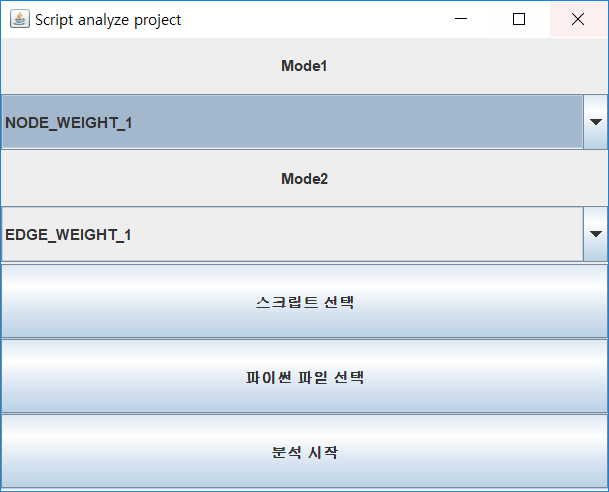 Script analyze project
Mode1
NODE_WEIGHT_1
Mode2
EDGE_WEIGHT_1
스크립트 선택
파이썬 파일 선택
분석 시작